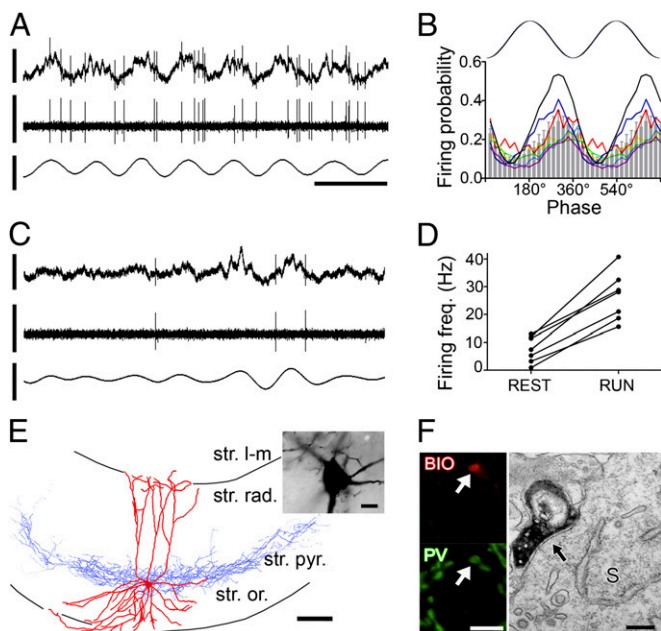 A
B
Firing probability
0.6
0.4
0.2
0.0
180° 360° 540°
Phase
C
D
Firing freq. (Hz)
40
30
20
10
0
REST RUN
E
str. l-m
str. rad.
str. pyr.
str. or.
F
BIO
PV
S